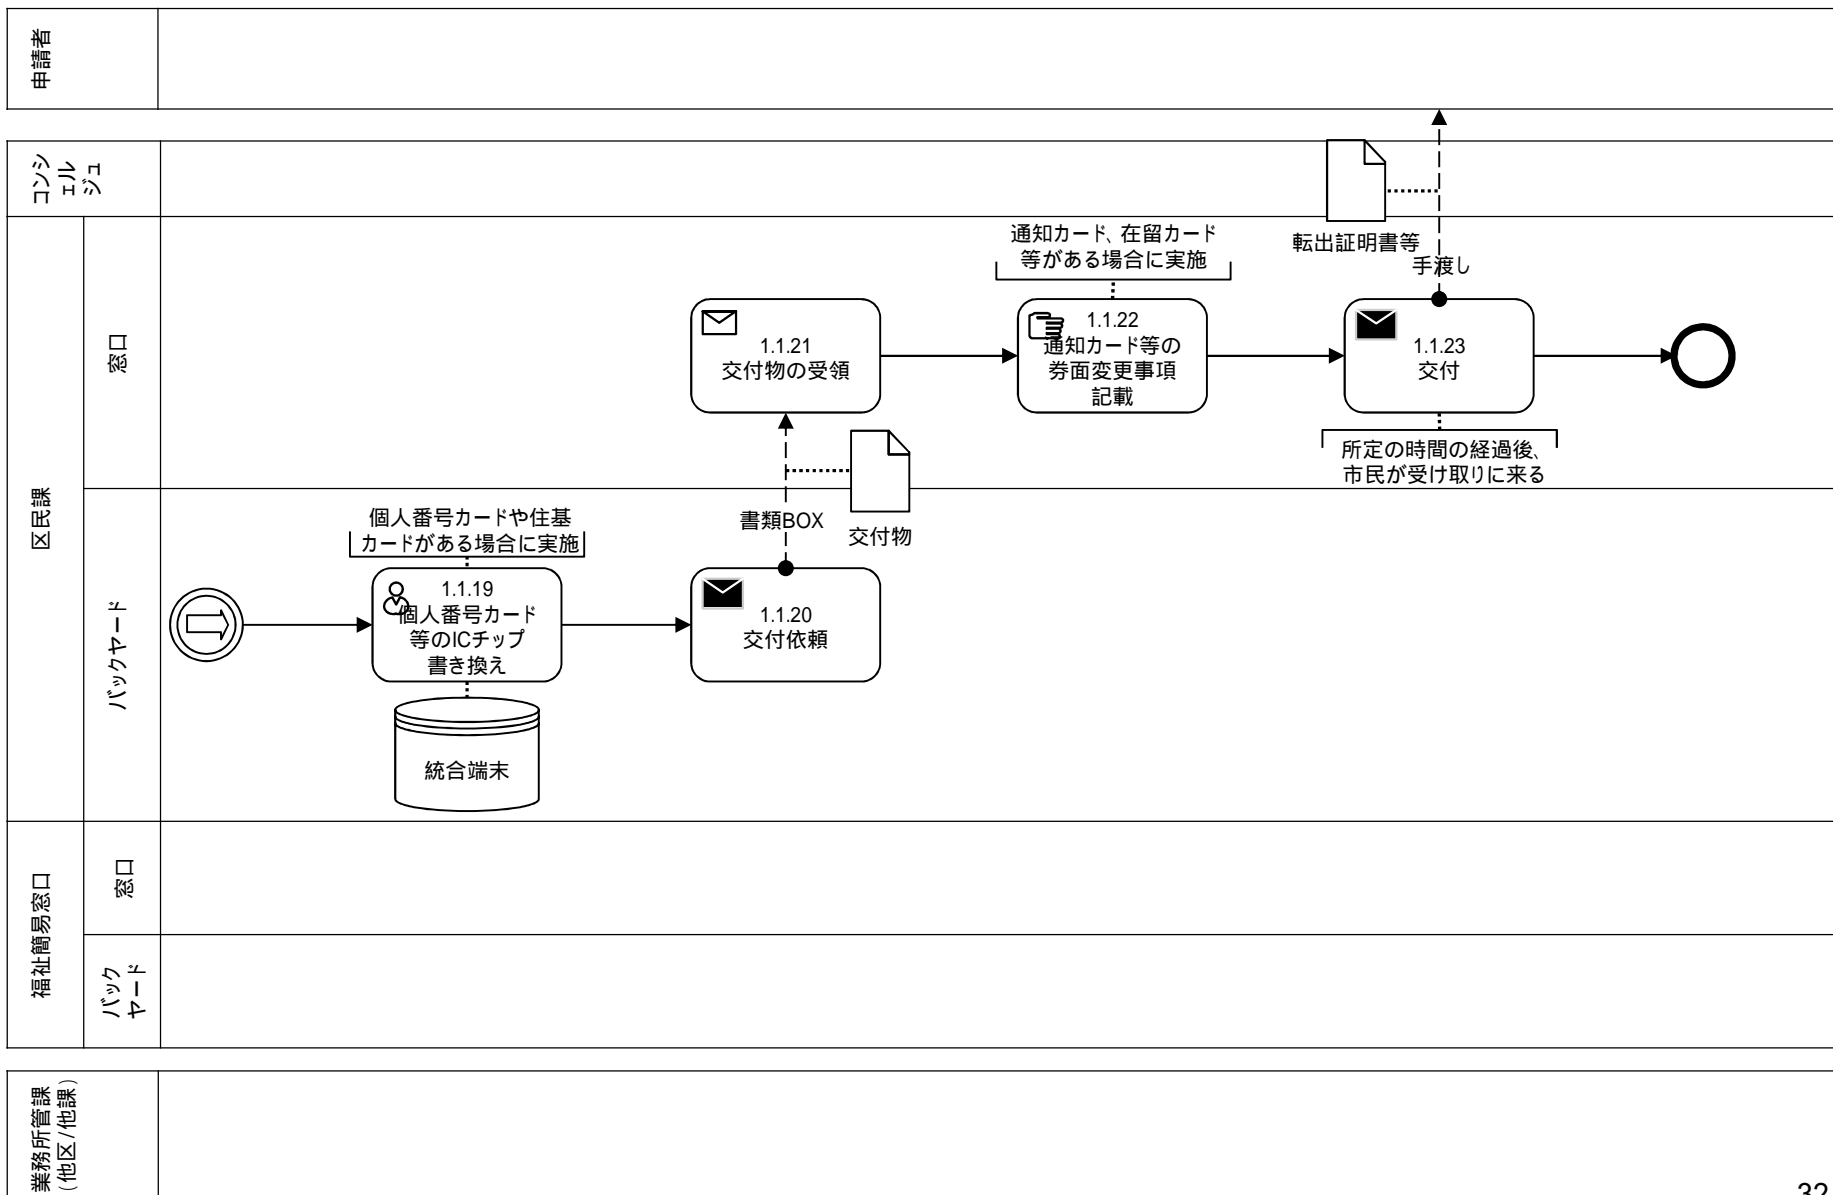 申請者
コンシ
ェル
ジュ
区民課
窓口
通知カード、在留カード
等がある場合に実施
転出証明書等
手渡し
1.1.21
交付物の受領
1.1.22
通知カード等の
券面変更事項
記載
1.1.23
交付
所定の時間の経過後、
市民が受け取りに来る
バックヤード
個人番号カードや住基
カードがある場合に実施
書類BOX
交付物
1.1.19
個人番号カード
等のICチップ
書き換え
1.1.20
交付依頼
統合端末
福祉簡易窓口
窓口
バック
ヤード
業務所管課
(他区/他課)
32